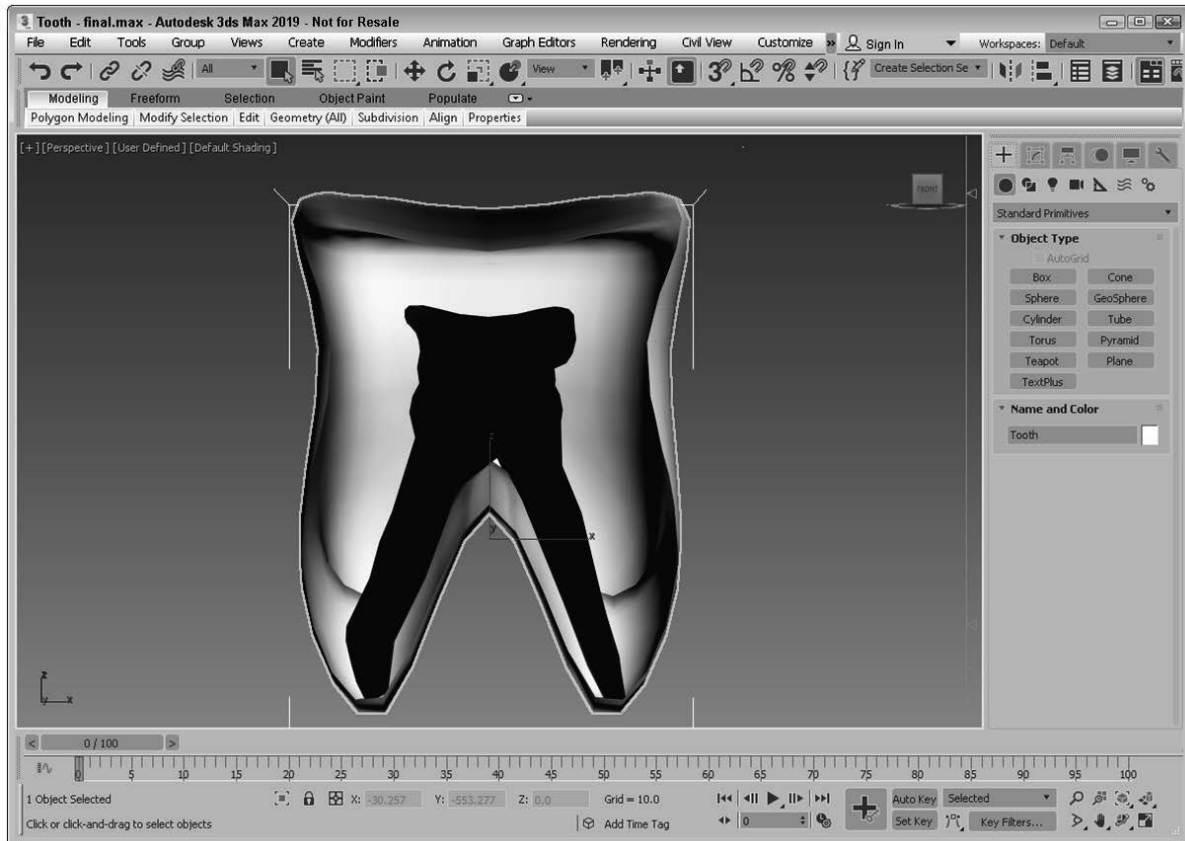 3 Tooth - final.max - Autodesk 3ds Max 2019 - Not for Resale
File Edit Tools Group Views Create Modifiers Animation Graph Editors Rendering Civil View Customize » Sign In Workspaces: Default
All View 3 Create Selection Se
Modeling Freeform Selection Object Paint Populate
Polygon Modeling Modify Selection Edit Geometry (All) Subdivision Align Properties
[+] [Perspective] [User Defined] [Default Shading]
FRONT
Standard Primitives
Object Type
AutoGrid
Box Cone
Sphere GeoSphere
Cylinder Tube
Torus Pyramid
Teapot Plane
TextPlus
Name and Color
Tooth
z
y x
z
y x
< 0 / 100 >
0 5 10 15 20 25 30 35 40 45 50 55 60 65 70 75 80 85 90 95 100
1 Object Selected X: -30.257 Y: -553.277 Z: 0.0 Grid = 10.0 Auto Key Selected
Click or click-and-drag to select objects Add Time Tag 0 Set Key Key Filters...